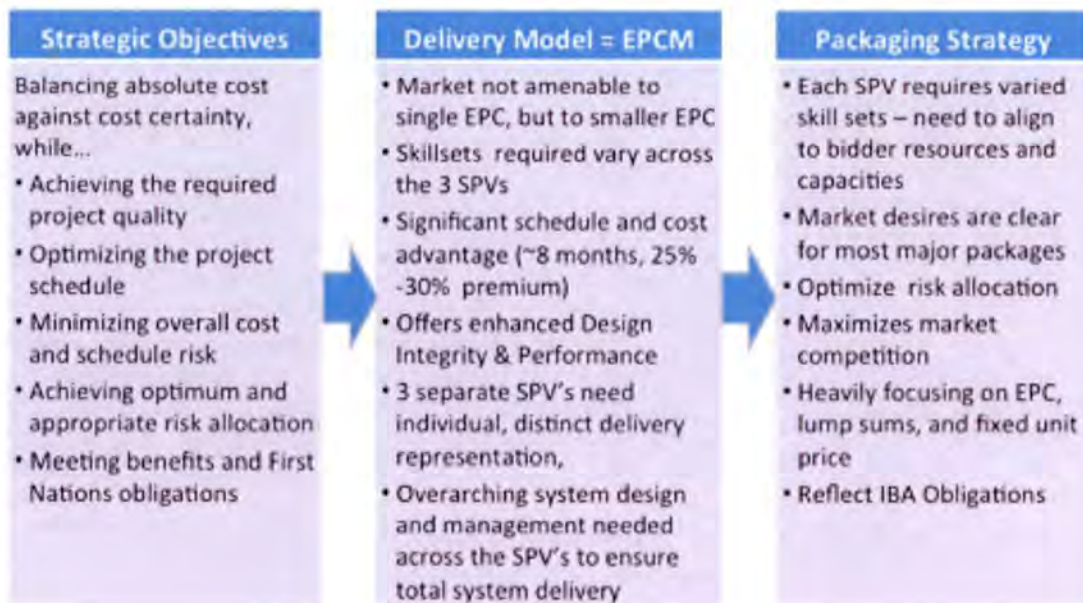 Strategic Objectives
Balancing absolute cost
against cost certainty,
while...
• Achieving the required
project quality
• Optimizing the project
schedule
• Minimizing overall cost
and schedule risk
• Achieving optimum and
appropriate risk allocation
• Meeting benefits and First
Nations obligations
Delivery Model = EPCM
• Market not amenable to
single EPC, but to smaller EPC
• Skillsets required vary across
the 3 SPVs
• Significant schedule and cost
advantage (~8 months, 25%
-30% premium)
• Offers enhanced Design
Integrity & Performance
• 3 separate SPV's need
individual, distinct delivery
representation,
• Overarching system design
and management needed
across the SPV's to ensure
total system delivery
Packaging Strategy
• Each SPV requires varied
skill sets – need to align
to bidder resources and
capacities
• Market desires are clear
for most major packages
• Optimize risk allocation
• Maximizes market
competition
• Heavily focusing on EPC,
lump sums, and fixed unit
price
• Reflect IBA Obligations